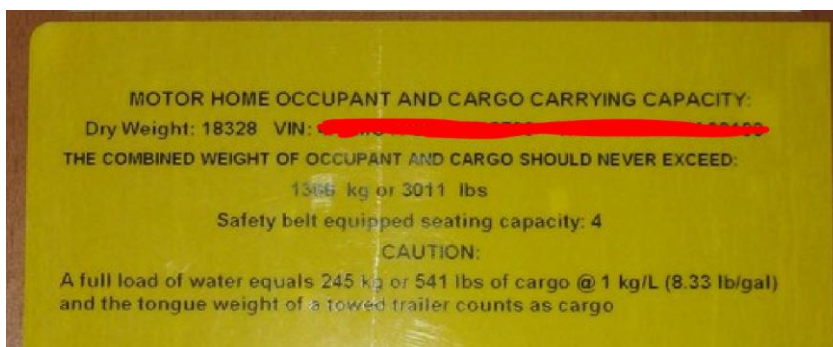 MOTOR HOME OCCUPANT AND CARGO CARRYING CAPACITY:
Dry Weight: 18328 VIN:
THE COMBINED WEIGHT OF OCCUPANT AND CARGO SHOULD NEVER EXCEED:
1366 kg or 3011 lbs
Safety belt equipped seating capacity: 4
CAUTION:
A full load of water equals 245 kg or 541 lbs of cargo @ 1 kg/L (8.33 lb/gal)
and the tongue weight of a towed trailer counts as cargo